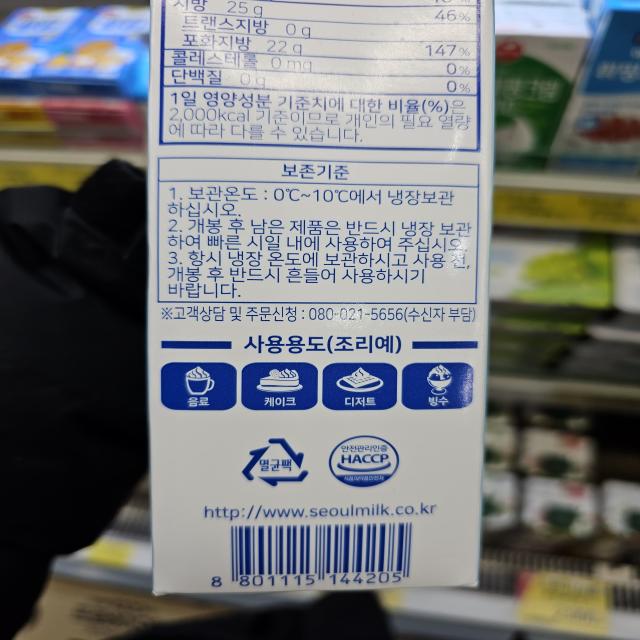 지방 25 g 46%
트랜스지방 0 g
포화지방 22 g 147%
콜레스테롤 0 mg 0%
단백질 0 g 0%
1일 영양성분 기준치에 대한 비율(%)은
2,000kcal 기준이므로 개인의 필요 열량
에 따라 다를 수 있습니다.
보존기준
1. 보관온도 : 0℃~10℃에서 냉장보관
하십시오.
2. 개봉 후 남은 제품은 반드시 냉장 보관
하여 빠른 시일 내에 사용하여 주십시오.
3. 항시 냉장 온도에 보관하시고 사용 전,
개봉 후 반드시 흔들어 사용하시기
바랍니다.
※고객상담 및 주문신청 : 080-021-5656(수신자 부담)
사용용도(조리예)
음료 케이크 디저트 빙수
멸균팩
안전관리인증
HACCP
식품의약품안전처
http://www.seoulmilk.co.kr
8 801115 144205